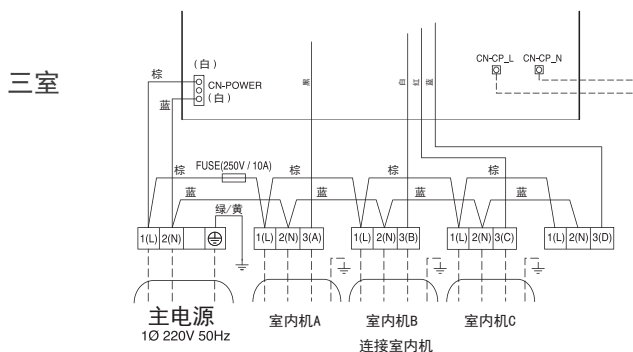 三室
(白)
棕
CN-POWER
(白)
蓝
黑
白
红
蓝
CN-CP_L
CN-CP_N
棕
FUSE(250V / 10A)
棕
棕
棕
蓝
蓝
蓝
蓝
绿/黄
1(L) 2(N)
1(L) 2(N) 3(A)
1(L) 2(N) 3(B)
1(L) 2(N) 3(C)
1(L) 2(N) 3(D)
主电源
1Ø 220V 50Hz
室内机A
室内机B
室内机C
连接室内机